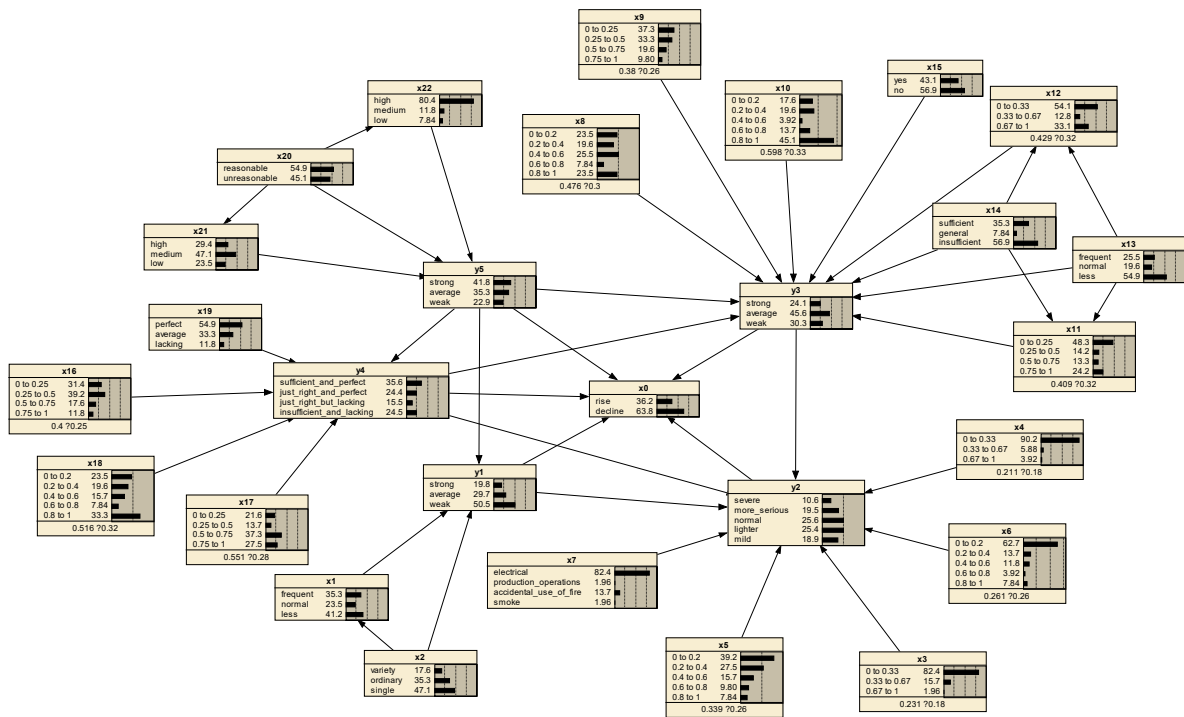 x9
0 to 0.25 37.3
0.25 to 0.5 33.3
0.5 to 0.75 19.6
0.75 to 1 9.80
0.38 ?0.26
x15
yes 43.1
no 56.9
x22
high 80.4
medium 11.8
low 7.84
x10
0 to 0.2 17.6
0.2 to 0.4 19.6
0.4 to 0.6 3.92
0.6 to 0.8 13.7
0.8 to 1 45.1
0.598 ?0.33
x12
0 to 0.33 54.1
0.33 to 0.67 12.8
0.67 to 1 33.1
0.429 ?0.32
x8
0 to 0.2 23.5
0.2 to 0.4 19.6
0.4 to 0.6 25.5
0.6 to 0.8 7.84
0.8 to 1 23.5
0.476 ?0.3
x20
reasonable 54.9
unreasonable 45.1
x14
sufficient 35.3
general 7.84
insufficient 56.9
x21
high 29.4
medium 47.1
low 23.5
x13
frequent 25.5
normal 19.6
less 54.9
y5
strong 41.8
average 35.3
weak 22.9
y3
strong 24.1
average 45.6
weak 30.3
x19
perfect 54.9
average 33.3
lacking 11.8
x11
0 to 0.25 48.3
0.25 to 0.5 14.2
0.5 to 0.75 13.3
0.75 to 1 24.2
0.409 ?0.32
x16
0 to 0.25 31.4
0.25 to 0.5 39.2
0.5 to 0.75 17.6
0.75 to 1 11.8
0.4 ?0.25
y4
sufficient_and_perfect 35.6
just_right_and_perfect 24.4
just_right_but_lacking 15.5
insufficient_and_lacking 24.5
x0
rise 36.2
decline 63.8
x4
0 to 0.33 90.2
0.33 to 0.67 5.88
0.67 to 1 3.92
0.211 ?0.18
x18
0 to 0.2 23.5
0.2 to 0.4 19.6
0.4 to 0.6 15.7
0.6 to 0.8 7.84
0.8 to 1 33.3
0.516 ?0.32
y1
strong 19.8
average 29.7
weak 50.5
y2
severe 10.6
more_serious 19.5
normal 25.6
lighter 25.4
mild 18.9
x17
0 to 0.25 21.6
0.25 to 0.5 13.7
0.5 to 0.75 37.3
0.75 to 1 27.5
0.551 ?0.28
x6
0 to 0.2 62.7
0.2 to 0.4 13.7
0.4 to 0.6 11.8
0.6 to 0.8 3.92
0.8 to 1 7.84
0.261 ?0.26
x7
electrical 82.4
production_operations 1.96
accidental_use_of_fire 13.7
smoke 1.96
x1
frequent 35.3
normal 23.5
less 41.2
x5
0 to 0.2 39.2
0.2 to 0.4 27.5
0.4 to 0.6 15.7
0.6 to 0.8 9.80
0.8 to 1 7.84
0.339 ?0.26
x2
variety 17.6
ordinary 35.3
single 47.1
x3
0 to 0.33 82.4
0.33 to 0.67 15.7
0.67 to 1 1.96
0.231 ?0.18